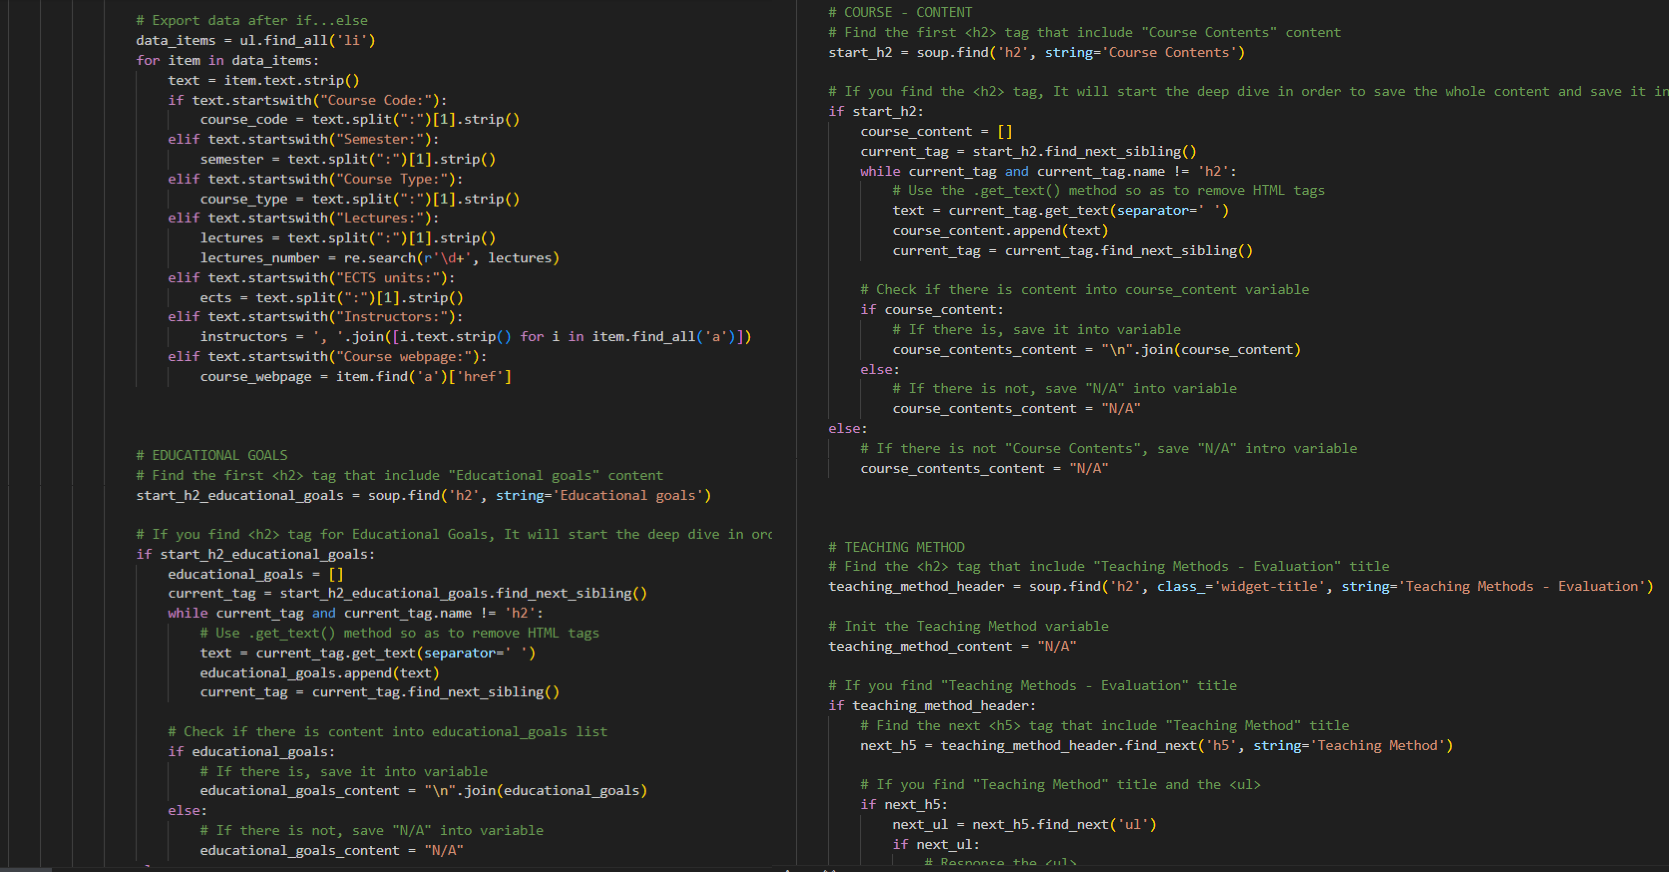 # Export data after if...else
data_items = ul.find_all('li')
for item in data_items:
    text = item.text.strip()
    if text.startswith("Course Code:"):
        course_code = text.split(":")[1].strip()
    elif text.startswith("Semester:"):
        semester = text.split(":")[1].strip()
    elif text.startswith("Course Type:"):
        course_type = text.split(":")[1].strip()
    elif text.startswith("Lectures:"):
        lectures = text.split(":")[1].strip()
        lectures_number = re.search(r'\d+', lectures)
    elif text.startswith("ECTS units:"):
        ects = text.split(":")[1].strip()
    elif text.startswith("Instructors:"):
        instructors = ', '.join([i.text.strip() for i in item.find_all('a')])
    elif text.startswith("Course webpage:"):
        course_webpage = item.find('a')['href']
# EDUCATIONAL GOALS
# Find the first <h2> tag that include "Educational goals" content
start_h2_educational_goals = soup.find('h2', string='Educational goals')
# If you find <h2> tag for Educational Goals, It will start the deep dive in orc
if start_h2_educational_goals:
    educational_goals = []
    current_tag = start_h2_educational_goals.find_next_sibling()
    while current_tag and current_tag.name != 'h2':
        # Use .get_text() method so as to remove HTML tags
        text = current_tag.get_text(separator=' ')
        educational_goals.append(text)
        current_tag = current_tag.find_next_sibling()
    # Check if there is content into educational_goals list
    if educational_goals:
        # If there is, save it into variable
        educational_goals_content = "\n".join(educational_goals)
    else:
        # If there is not, save "N/A" into variable
        educational_goals_content = "N/A"
# COURSE - CONTENT
# Find the first <h2> tag that include "Course Contents" content
start_h2 = soup.find('h2', string='Course Contents')
# If you find the <h2> tag, It will start the deep dive in order to save the whole content and save it in
if start_h2:
    course_content = []
    current_tag = start_h2.find_next_sibling()
    while current_tag and current_tag.name != 'h2':
        # Use the .get_text() method so as to remove HTML tags
        text = current_tag.get_text(separator=' ')
        course_content.append(text)
        current_tag = current_tag.find_next_sibling()
    # Check if there is content into course_content variable
    if course_content:
        # If there is, save it into variable
        course_contents_content = "\n".join(course_content)
    else:
        # If there is not, save "N/A" into variable
        course_contents_content = "N/A"
else:
    # If there is not "Course Contents", save "N/A" intro variable
    course_contents_content = "N/A"
# TEACHING METHOD
# Find the <h2> tag that include "Teaching Methods - Evaluation" title
teaching_method_header = soup.find('h2', class_='widget-title', string='Teaching Methods - Evaluation')
# Init the Teaching Method variable
teaching_method_content = "N/A"
# If you find "Teaching Methods - Evaluation" title
if teaching_method_header:
    # Find the next <h5> tag that include "Teaching Method" title
    next_h5 = teaching_method_header.find_next('h5', string='Teaching Method')
    # If you find "Teaching Method" title and the <ul>
    if next_h5:
        next_ul = next_h5.find_next('ul')
        if next_ul:
            # Response the <ul>